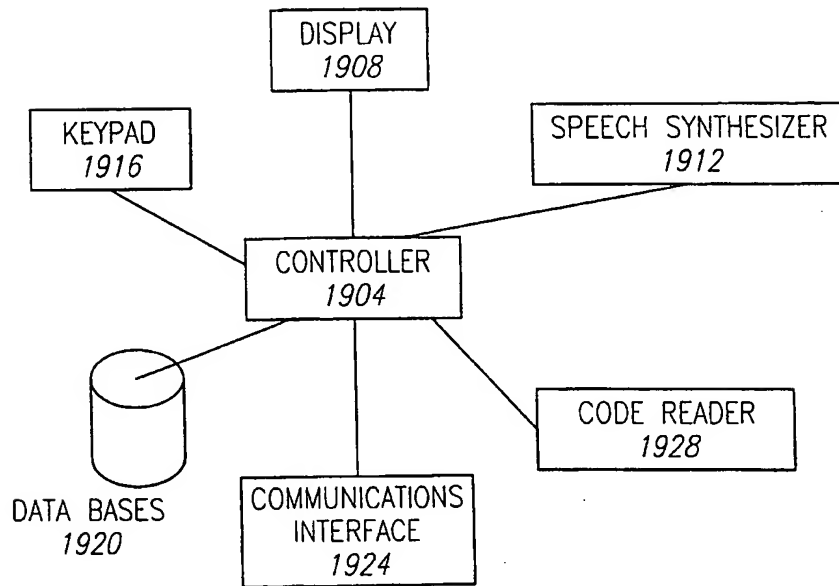 DISPLAY
1908
KEYPAD
1916
SPEECH SYNTHESIZER
1912
CONTROLLER
1904
CODE READER
1928
DATA BASES
1920
COMMUNICATIONS
INTERFACE
1924